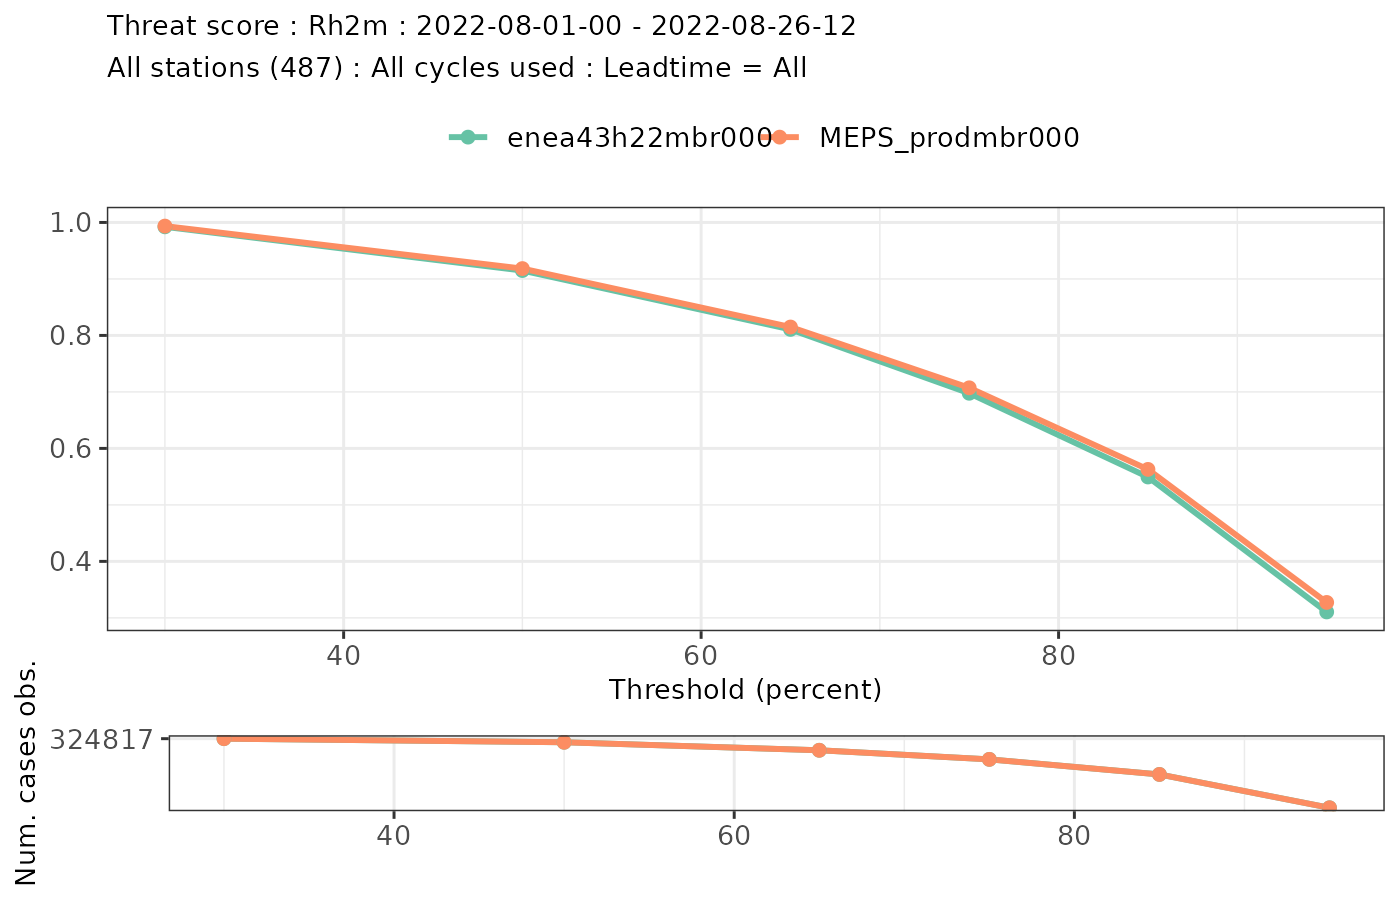 Threat score : Rh2m : 2022-08-01-00 - 2022-08-26-12
All stations (487) : All cycles used : Leadtime = All
enea43h22mbr000 MEPS_prodmbr000
1.0
0.8
0.6
0.4
40 60 80
Threshold (percent)
Num. cases obs.
324817
40 60 80